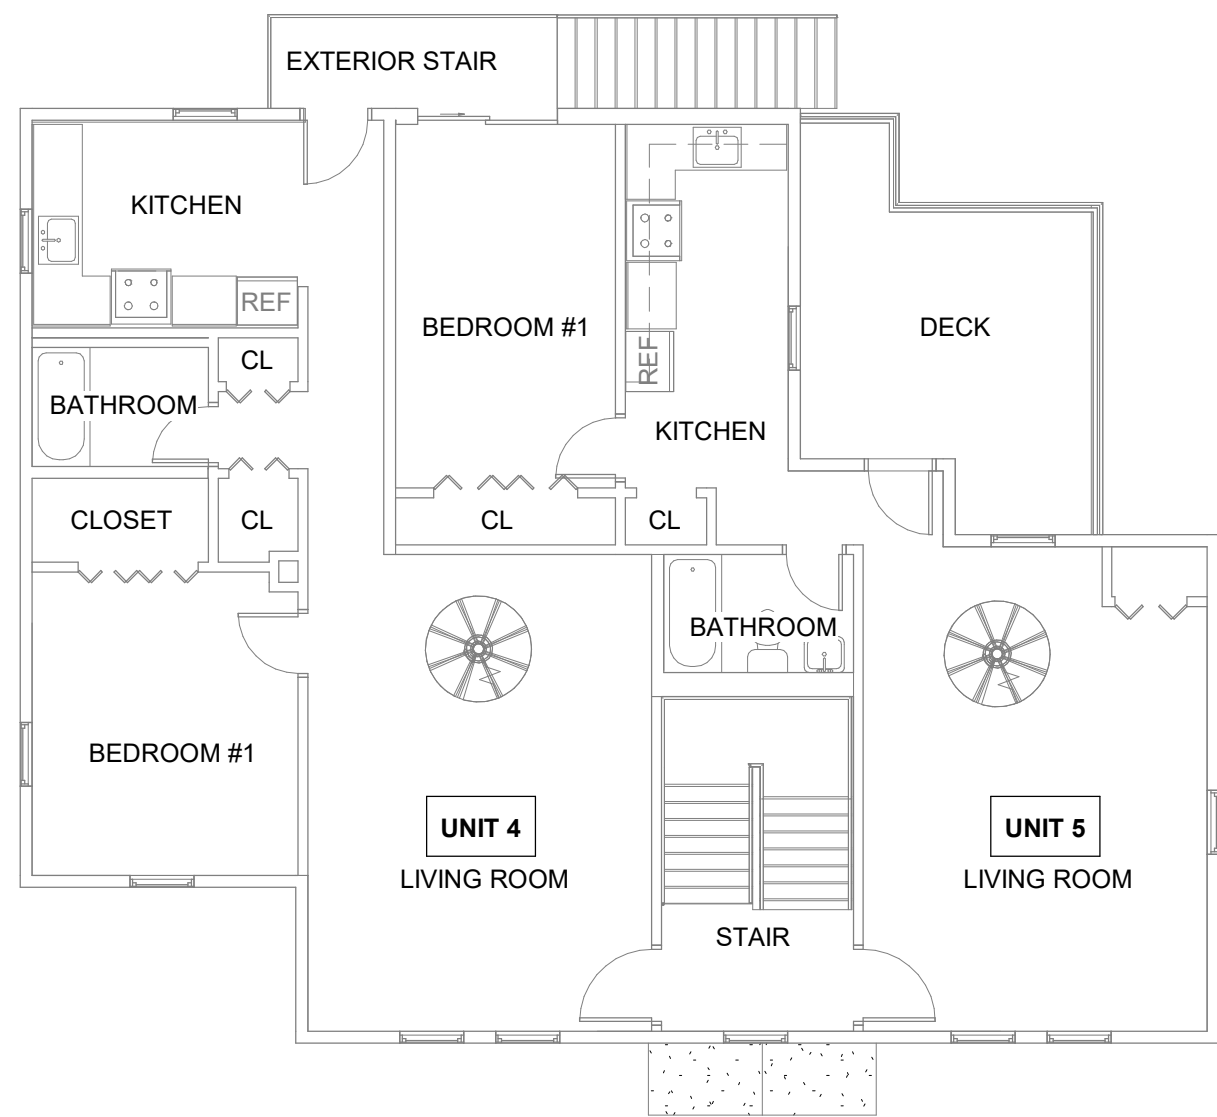 EXTERIOR STAIR
KITCHEN
REF
BEDROOM #1
REF
DECK
CL
BATHROOM
KITCHEN
CLOSET
CL
CL
CL
BATHROOM
BEDROOM #1
UNIT 4
LIVING ROOM
UNIT 5
LIVING ROOM
STAIR